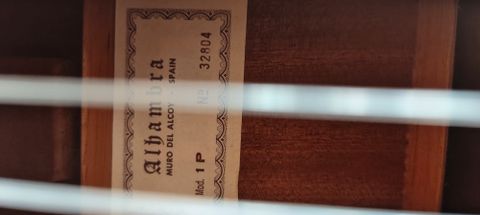 Alhambra
MURO DEL ALCOY SPAIN
Mod. 1 P Nº 32804